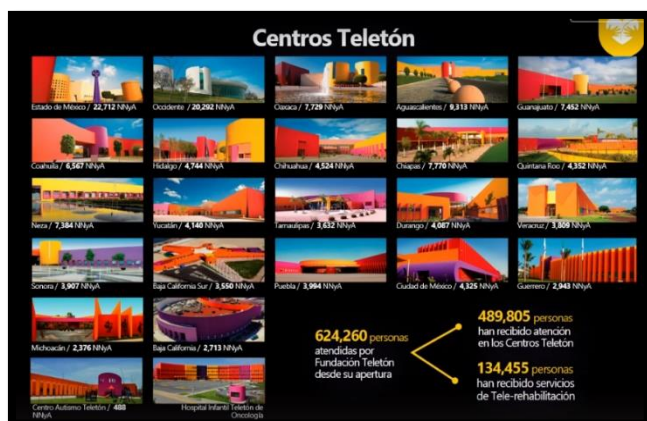 Centros Teletón
Estado de México / 22,712 NNyA
Occidente / 20,292 NNyA
Oaxaca / 7,729 NNyA
Aguascalientes / 9,313 NNyA
Guanajuato / 7,452 NNyA
Coahuila / 6,567 NNyA
Hidalgo / 4,744 NNyA
Chihuahua / 4,524 NNyA
Chiapas / 7,770 NNyA
Quintana Roo / 4,352 NNyA
Neza / 7,384 NNyA
Yucatán / 4,140 NNyA
Tamaulipas / 3,632 NNyA
Durango / 4,087 NNyA
Veracruz / 3,809 NNyA
Sonora / 3,907 NNyA
Baja California Sur / 3,550 NNyA
Puebla / 3,994 NNyA
Ciudad de México / 4,325 NNyA
Guerrero / 2,943 NNyA
Michoacán / 2,376 NNyA
Baja California / 2,713 NNyA
Centro Autismo Teletón / 488
NNyA
Hospital Infantil Teletón de
Oncología
624,260 personas
atendidas por
Fundación Teletón
desde su apertura
489,805 personas
han recibido atención
en los Centros Teletón
134,455 personas
han recibido servicios
de Tele-rehabilitación